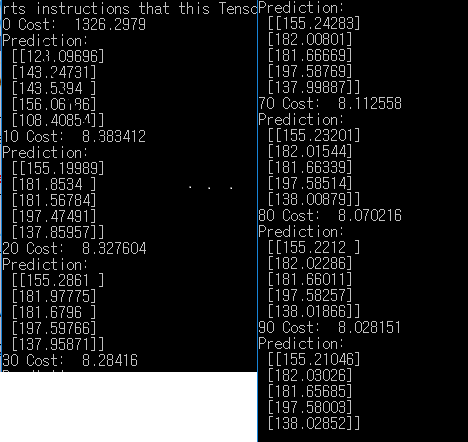 rts instructions that this Tensc
0 Cost:  1326.2979
Prediction:
[[123.09696]
[143.24731]
[143.5394 ]
[156.06186]
[108.40854]]
10 Cost:  8.383412
Prediction:
[[155.19989]
[181.8534 ]
[181.56784]
[197.47491]
[137.85957]]
20 Cost:  8.327604
Prediction:
[[155.2861 ]
[181.97775]
[181.6796 ]
[197.59766]
[137.95871]]
30 Cost:  8.28416
. . .
Prediction:
[[155.24283]
[182.00801]
[181.66669]
[197.58769]
[137.99887]]
70 Cost:  8.112558
Prediction:
[[155.23201]
[182.01544]
[181.66339]
[197.58514]
[138.00879]]
80 Cost:  8.070216
Prediction:
[[155.2212 ]
[182.02286]
[181.66011]
[197.58257]
[138.01866]]
90 Cost:  8.028151
Prediction:
[[155.21046]
[182.03026]
[181.65685]
[197.58003]
[138.02852]]